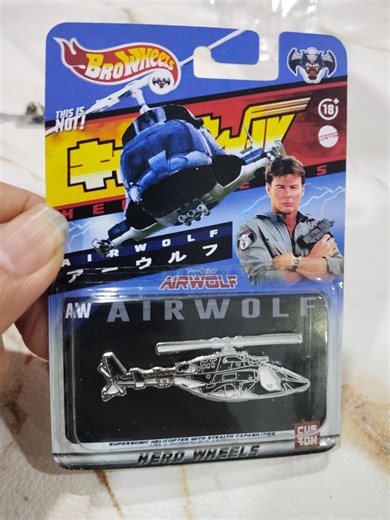 BROWHEELS
THIS IS
NOT!
18+
AIRWOLF
アーウルフ
AIRWOLF
AW AIRWOLF
SUPERSONIC HELICOPTER WITH STEALTH CAPABILITIES
HERO WHEELS
CUS
TOM